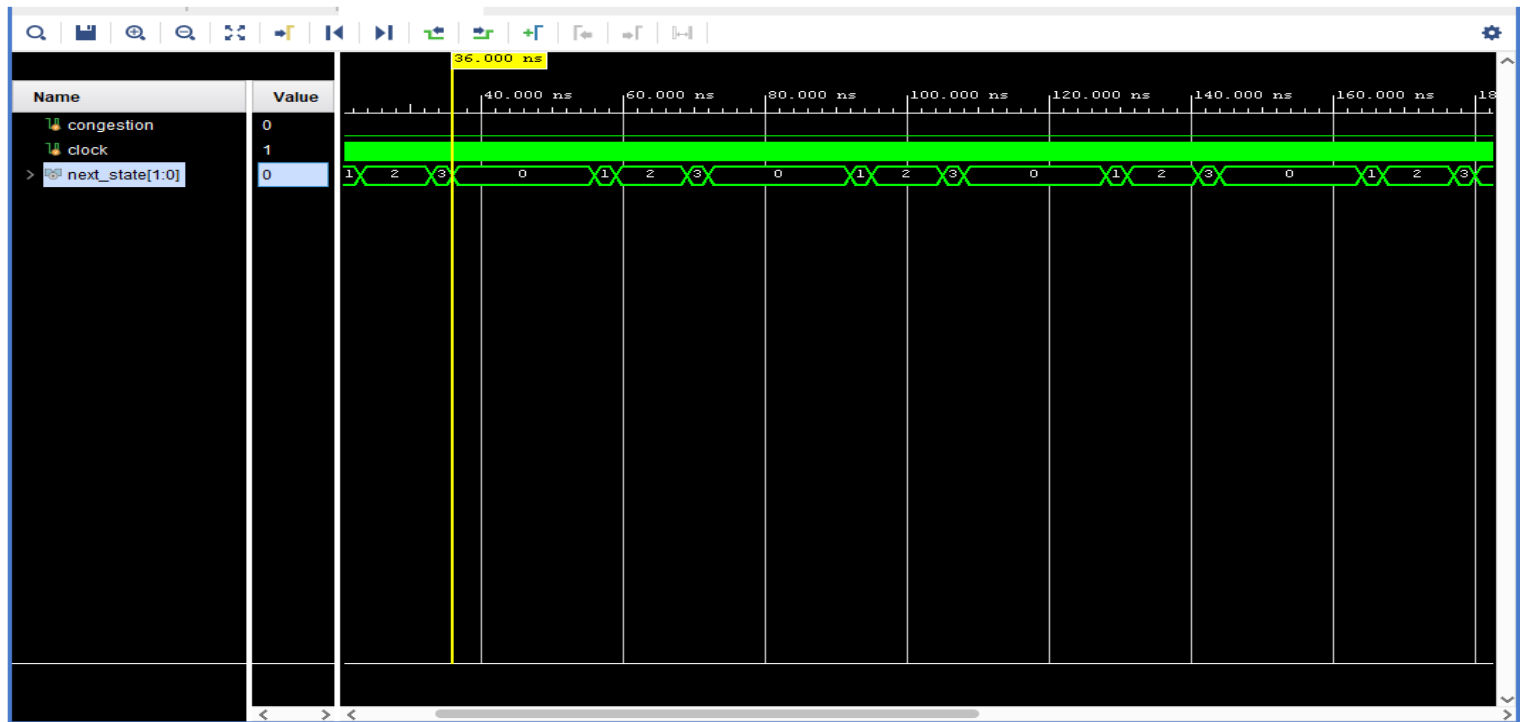 36.000 ns
Name Value
40.000 ns 60.000 ns 80.000 ns 100.000 ns 120.000 ns 140.000 ns 160.000 ns 18
congestion 0
clock 1
next_state[1:0] 0 1 2 3 0 1 2 3 0 1 2 3 0 1 2 3 0 1 2 3